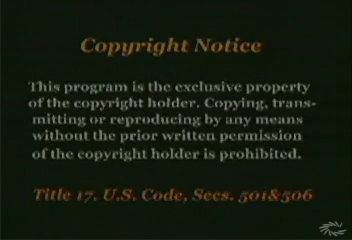 Copyright Notice
This program is the exclusive property
of the copyright holder. Copying, trans-
mitting or reproducing by any means
without the prior written permission
of the copyright holder is prohibited.
Title 17. U.S. Code, Secs. 501&506